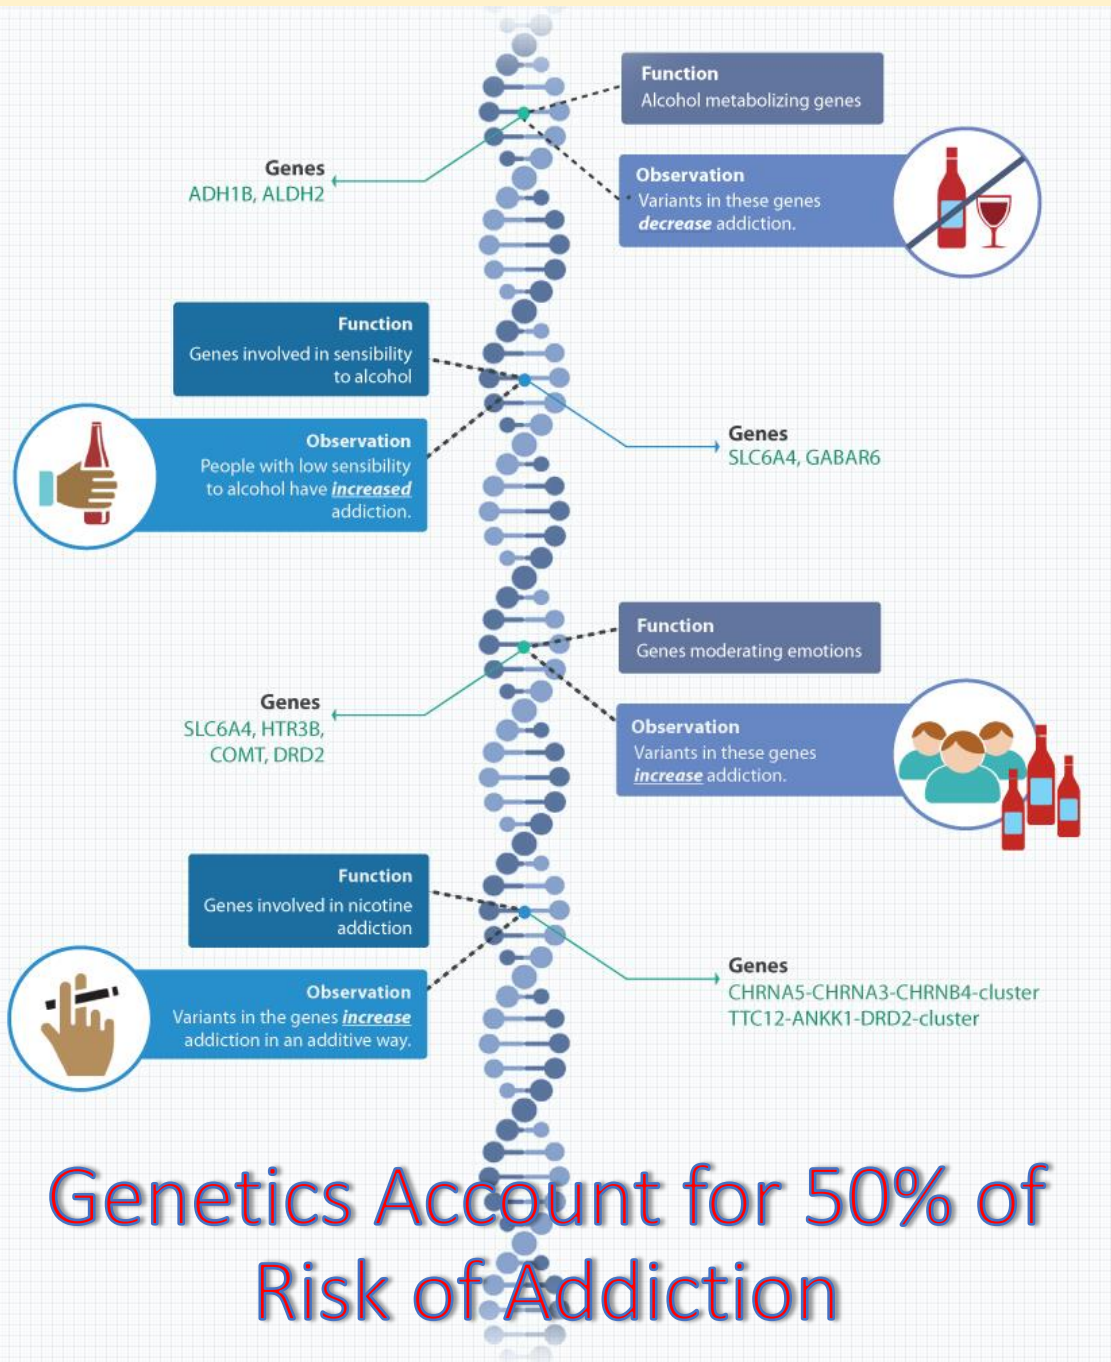 Function
Alcohol metabolizing genes
Genes
ADH1B, ALDH2
Observation
Variants in these genes
decrease addiction.
Function
Genes involved in sensibility
to alcohol
Observation
People with low sensibility
to alcohol have increased
addiction.
Genes
SLC6A4, GABAR6
Function
Genes moderating emotions
Genes
SLC6A4, HTR3B,
COMT, DRD2
Observation
Variants in these genes
increase addiction.
Function
Genes involved in nicotine
addiction
Observation
Variants in the genes increase
addiction in an additive way.
Genes
CHRNA5-CHRNA3-CHRNB4-cluster
TTC12-ANKK1-DRD2-cluster
Genetics Account for 50% of
Risk of Addiction